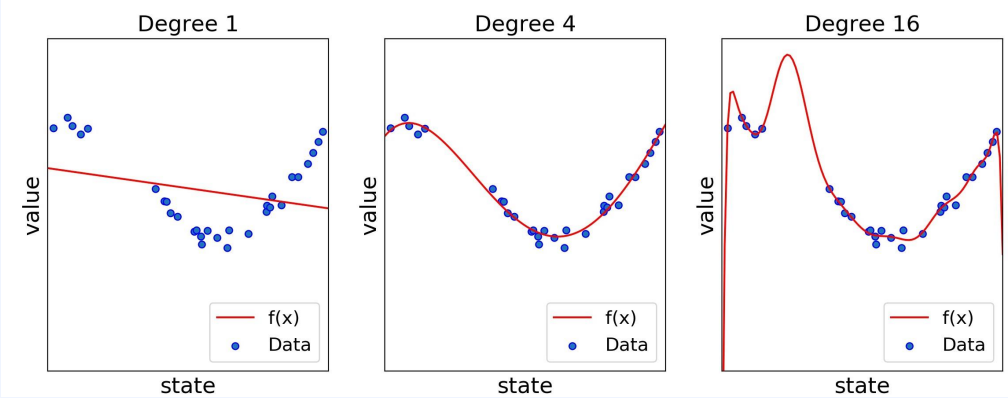 Degree 1
value
f(x)
Data
state
Degree 4
value
f(x)
Data
state
Degree 16
value
f(x)
Data
state